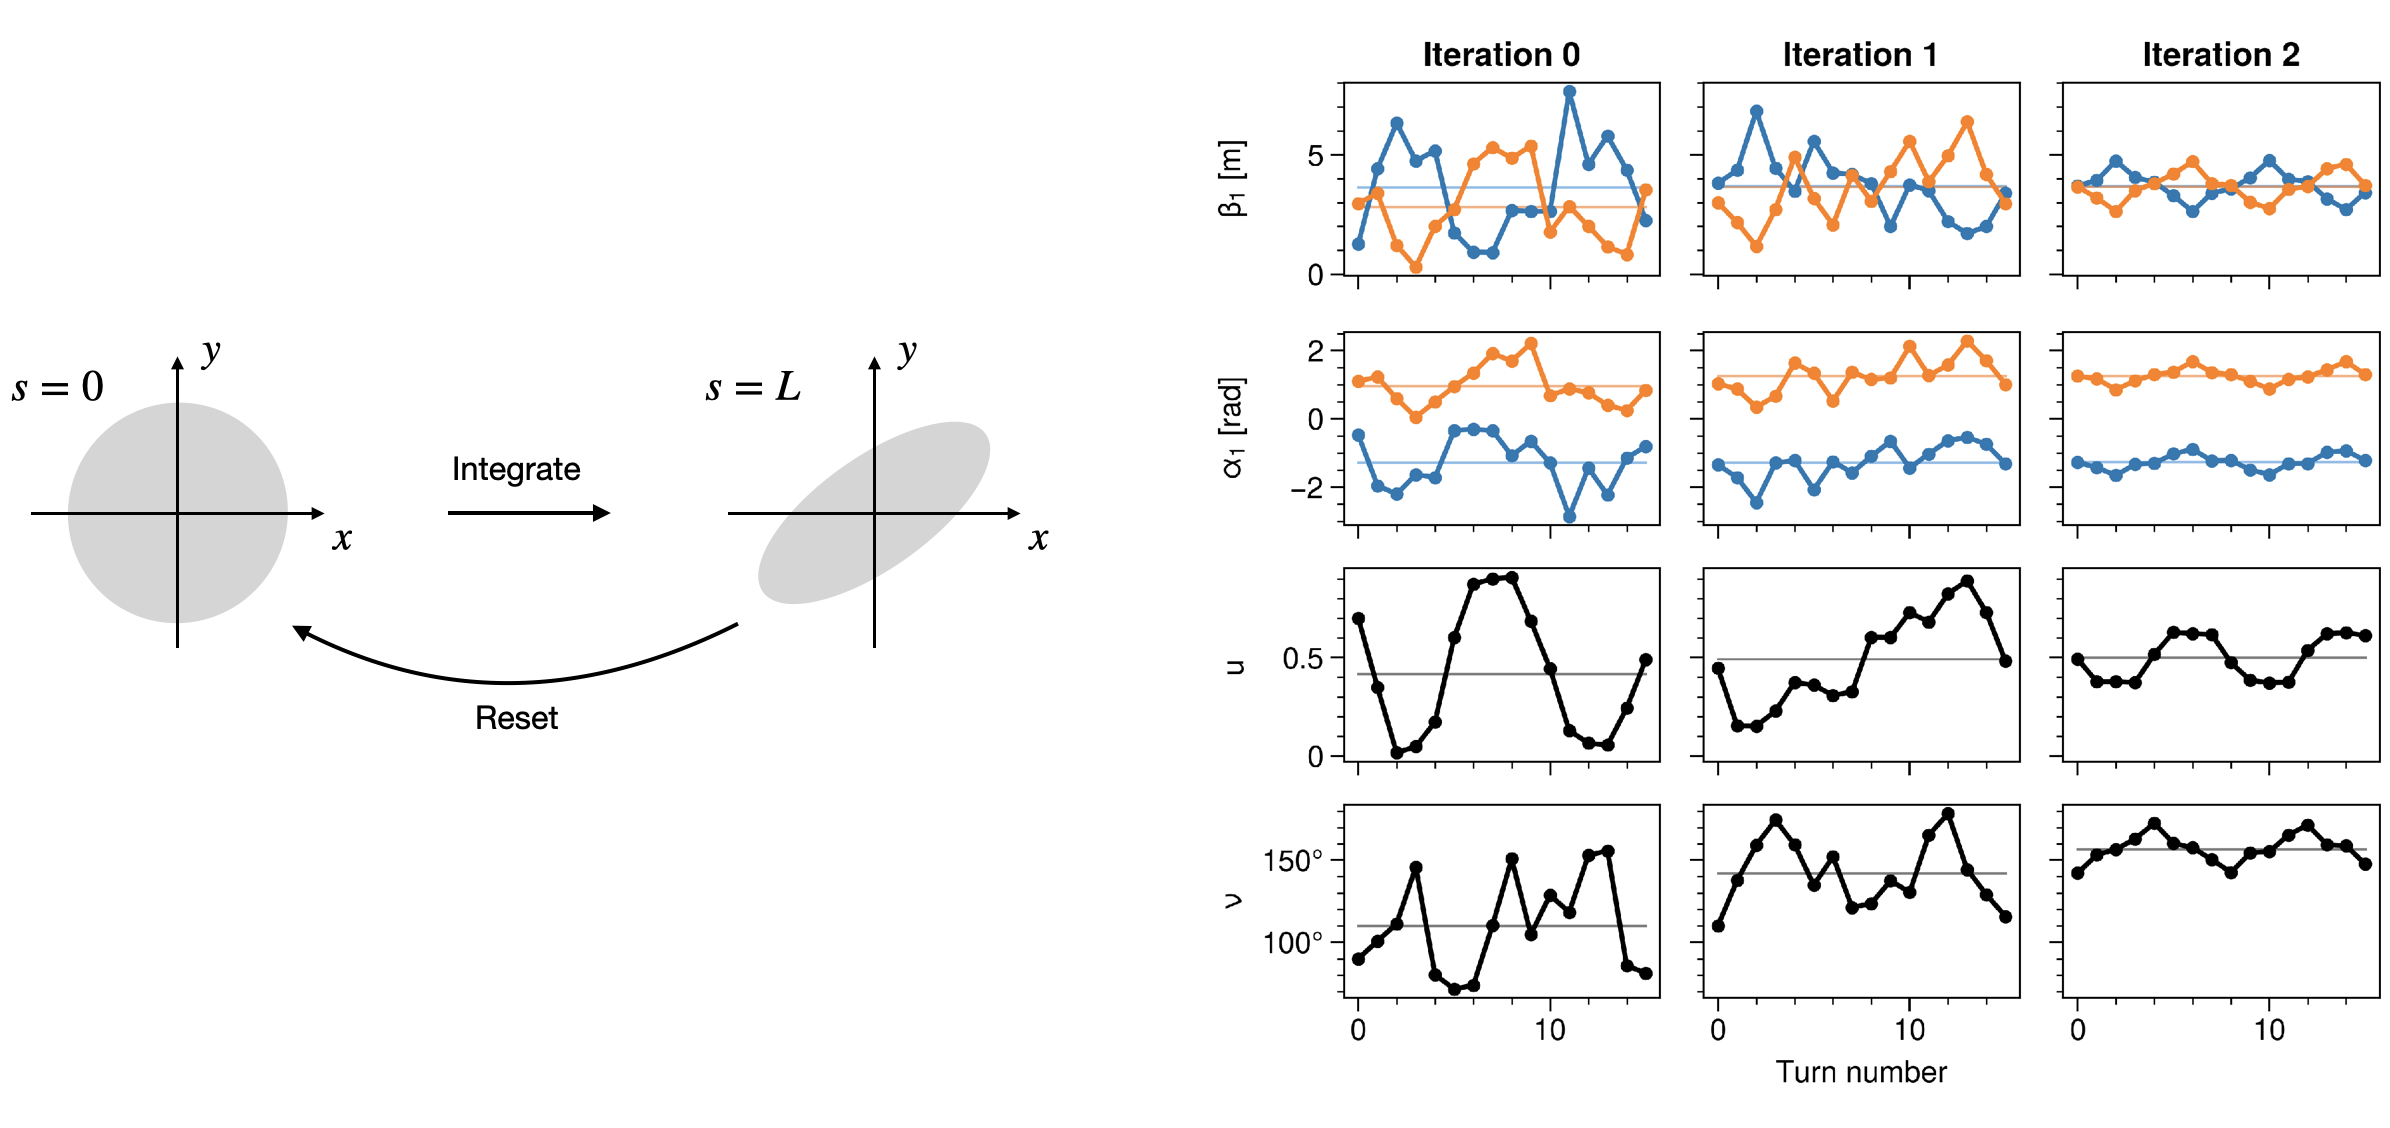 s = 0
y
x
Integrate
s = L
y
x
Reset
Iteration 0
Iteration 1
Iteration 2
β₁ [m]
5
0
α₁ [rad]
2
0
−2
u
0.5
0
ν
150°
100°
0
10
0
10
0
10
Turn number